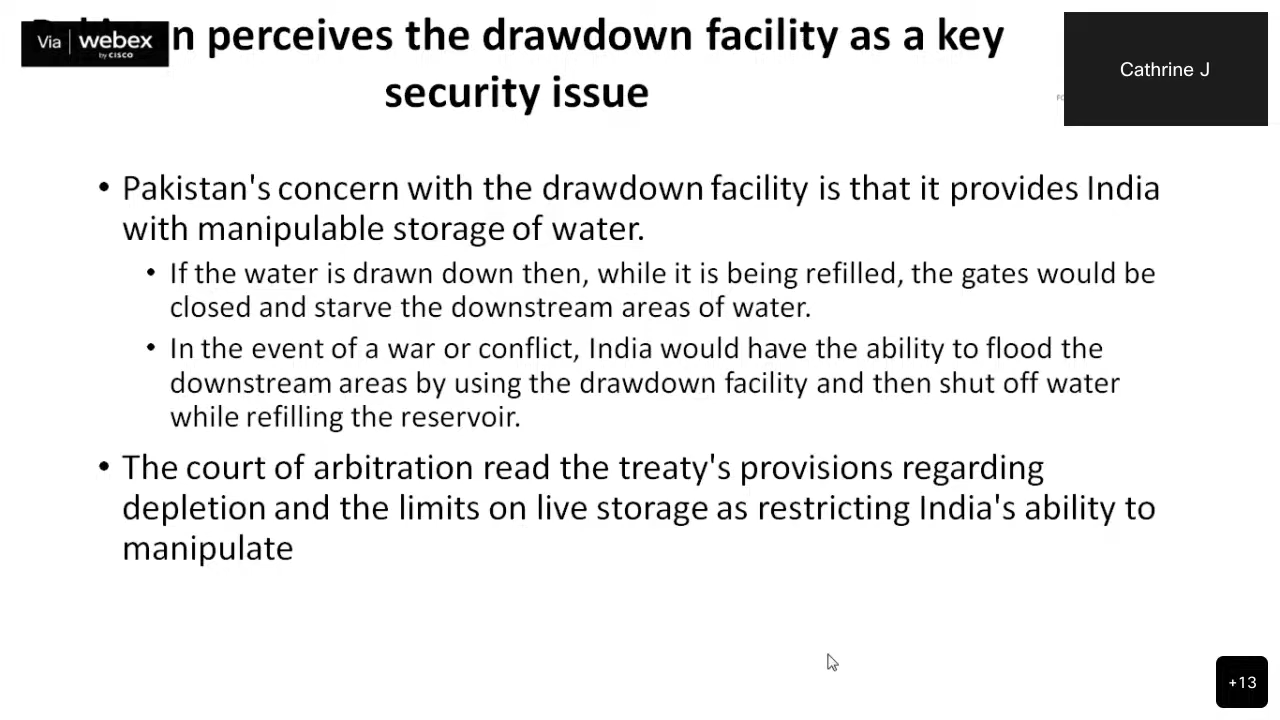 Via webex
by CISCO
n perceives the drawdown facility as a key
security issue
Cathrine J
• Pakistan's concern with the drawdown facility is that it provides India
with manipulable storage of water.
• If the water is drawn down then, while it is being refilled, the gates would be
closed and starve the downstream areas of water.
• In the event of a war or conflict, India would have the ability to flood the
downstream areas by using the drawdown facility and then shut off water
while refilling the reservoir.
• The court of arbitration read the treaty's provisions regarding
depletion and the limits on live storage as restricting India's ability to
manipulate
+13